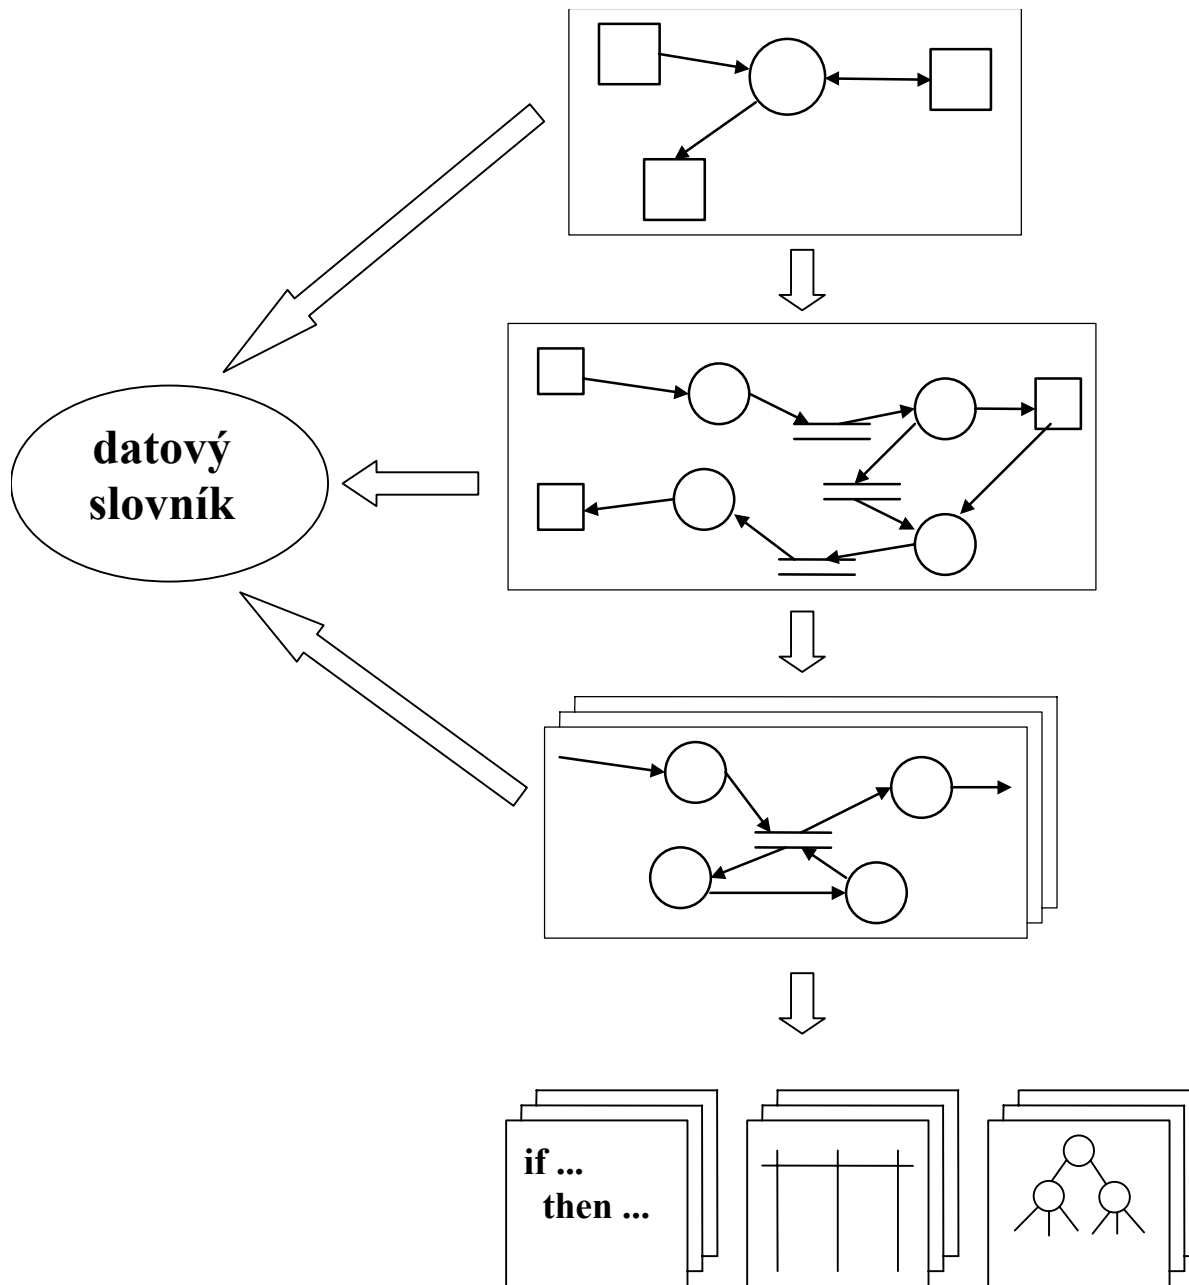 datový
slovník
if ...
then ...